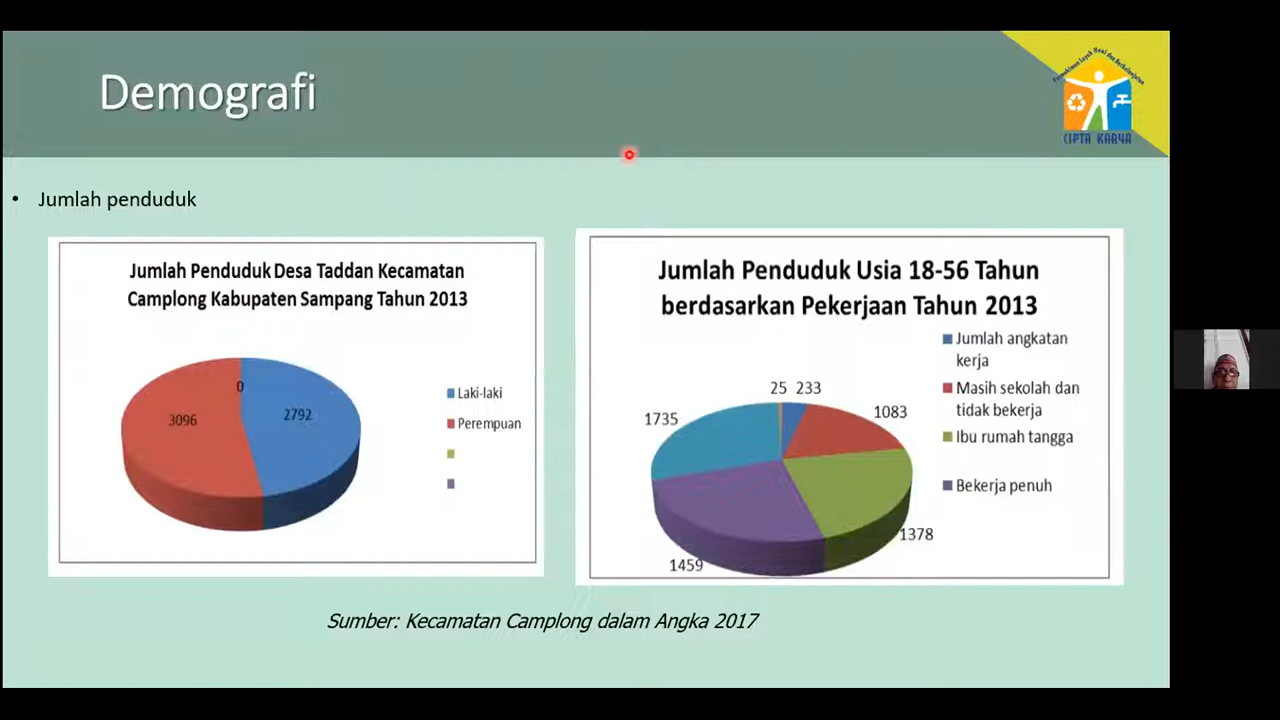 Demografi
CIPTA KARYA
• Jumlah penduduk
Jumlah Penduduk Desa Taddan Kecamatan
Camplong Kabupaten Sampang Tahun 2013
0
3096
2792
Laki-laki
Perempuan
Jumlah Penduduk Usia 18-56 Tahun
berdasarkan Pekerjaan Tahun 2013
25
233
1083
1735
1378
1459
Jumlah angkatan
kerja
Masih sekolah dan
tidak bekerja
Ibu rumah tangga
Bekerja penuh
Sumber: Kecamatan Camplong dalam Angka 2017